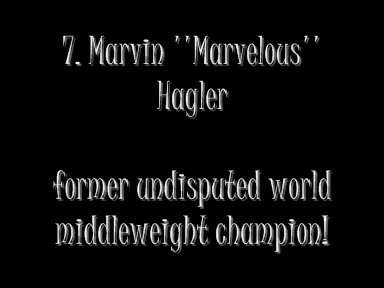 7. Marvin "Marvelous"
Hagler
former undisputed world
middleweight champion!